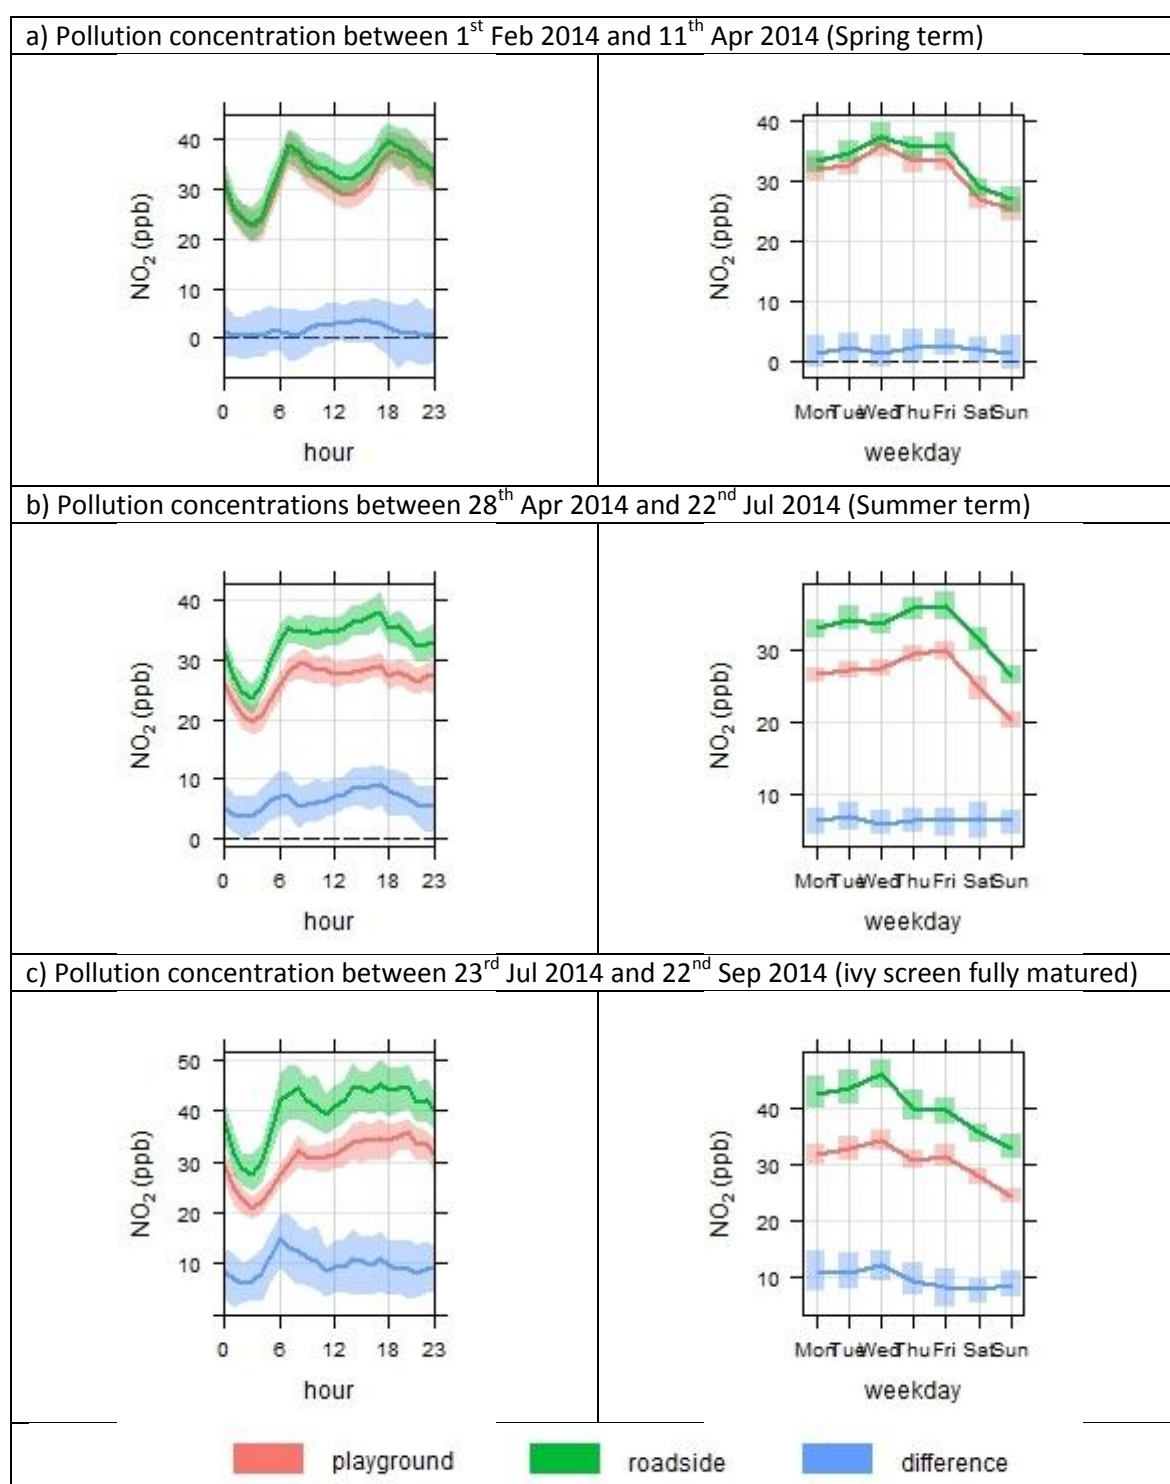 a) Pollution concentration between 1st Feb 2014 and 11th Apr 2014 (Spring term)
NO2 (ppb)
40
30
20
10
0
0 6 12 18 23
hour
NO2 (ppb)
40
30
20
10
0
Mon Tue Wed Thu Fri Sat Sun
weekday
b) Pollution concentrations between 28th Apr 2014 and 22nd Jul 2014 (Summer term)
NO2 (ppb)
40
30
20
10
0
0 6 12 18 23
hour
NO2 (ppb)
30
20
10
Mon Tue Wed Thu Fri Sat Sun
weekday
c) Pollution concentration between 23rd Jul 2014 and 22nd Sep 2014 (ivy screen fully matured)
NO2 (ppb)
50
40
30
20
10
0 6 12 18 23
hour
NO2 (ppb)
40
30
20
10
Mon Tue Wed Thu Fri Sat Sun
weekday
playground roadside difference